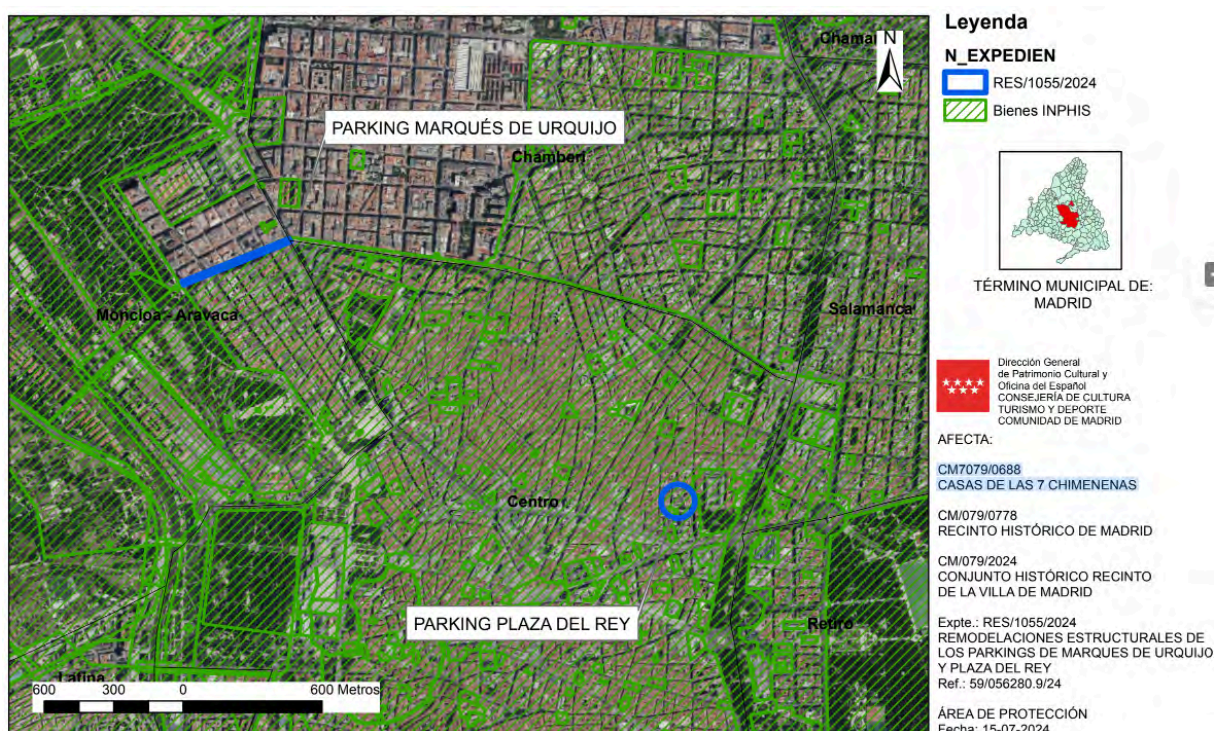 Chamar
N
PARKING MARQUÉS DE URQUIJO
Chamberí
Moncloa - Aravaca
Salamanca
Centro
PARKING PLAZA DEL REY
Retiro
Latina
600 300 0 600 Metros
Leyenda
N_EXPEDIEN
RES/1055/2024
Bienes INPHIS
TÉRMINO MUNICIPAL DE:
MADRID
Dirección General
de Patrimonio Cultural y
Oficina del Español
CONSEJERÍA DE CULTURA
TURISMO Y DEPORTE
COMUNIDAD DE MADRID
AFECTA:
CM7079/0688
CASAS DE LAS 7 CHIMENENAS
CM/079/0778
RECINTO HISTÓRICO DE MADRID
CM/079/2024
CONJUNTO HISTÓRICO RECINTO
DE LA VILLA DE MADRID
Expte.: RES/1055/2024
REMODELACIONES ESTRUCTURALES DE
LOS PARKINGS DE MARQUES DE URQUIJO
Y PLAZA DEL REY
Ref.: 59/056280.9/24
ÁREA DE PROTECCIÓN
Fecha: 15-07-2024